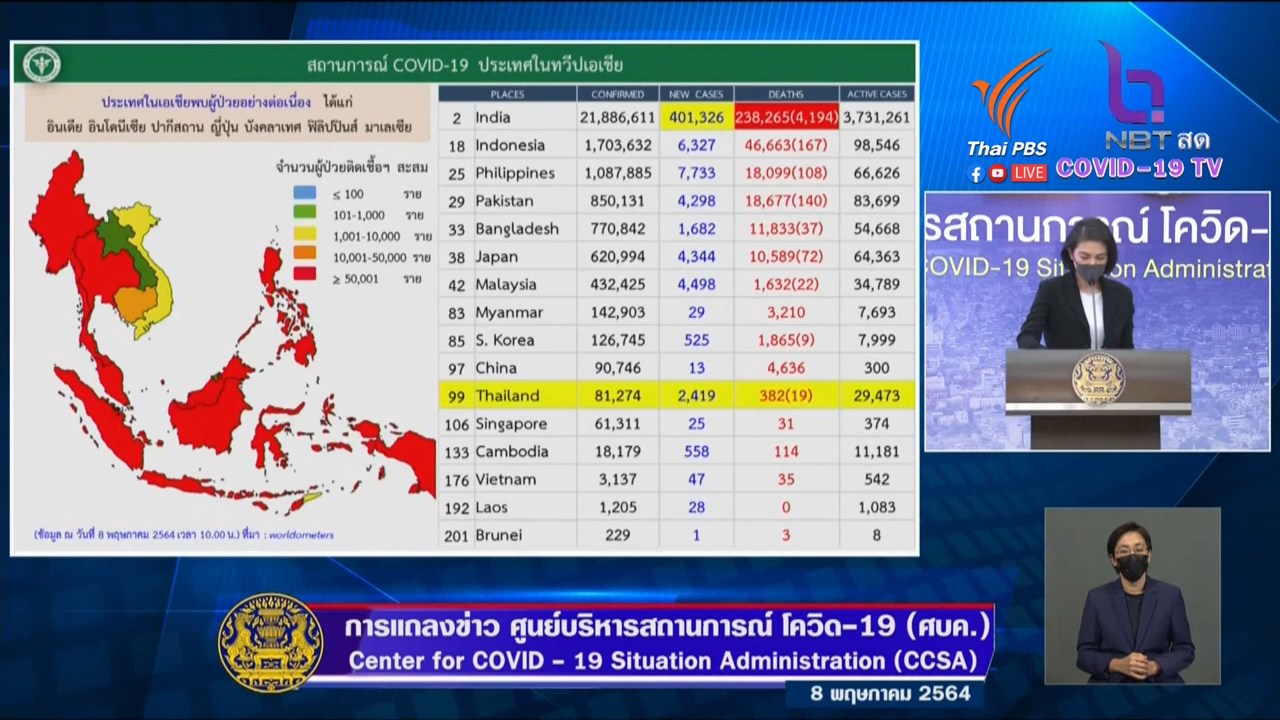 สถานการณ์ COVID-19 ประเทศในทวีปเอเชีย
ประเทศในเอเชียพบผู้ป่วยอย่างต่อเนื่อง ได้แก่
อินเดีย อินโดนีเซีย ปากีสถาน ญี่ปุ่น บังคลาเทศ ฟิลิปปินส์ มาเลเซีย
จำนวนผู้ป่วยติดเชื้อฯ สะสม
≤ 100 ราย
101-1,000 ราย
1,001-10,000 ราย
10,001-50,000 ราย
≥ 50,001 ราย
(ข้อมูล ณ วันที่ 8 พฤษภาคม 2564 เวลา 10.00 น.) ที่มา : worldometers
PLACES CONFIRMED NEW CASES DEATHS ACTIVE CASES
2 India 21,886,611 401,326 238,265(4,194) 3,731,261
18 Indonesia 1,703,632 6,327 46,663(167) 98,546
25 Philippines 1,087,885 7,733 18,099(108) 66,626
29 Pakistan 850,131 4,298 18,677(140) 83,699
33 Bangladesh 770,842 1,682 11,833(37) 54,668
38 Japan 620,994 4,344 10,589(72) 64,363
42 Malaysia 432,425 4,498 1,632(22) 34,789
83 Myanmar 142,903 29 3,210 7,693
85 S. Korea 126,745 525 1,865(9) 7,999
97 China 90,746 13 4,636 300
99 Thailand 81,274 2,419 382(19) 29,473
106 Singapore 61,311 25 31 374
133 Cambodia 18,179 558 114 11,181
176 Vietnam 3,137 47 35 542
192 Laos 1,205 28 0 1,083
201 Brunei 229 1 3 8
Thai PBS
LIVE
NBT สด
COVID-19 TV
รสถานการณ์ โควิด-
COVID-19 Situation Administrat
การแถลงข่าว ศูนย์บริหารสถานการณ์ โควิด-19 (ศบค.)
Center for COVID – 19 Situation Administration (CCSA)
8 พฤษภาคม 2564